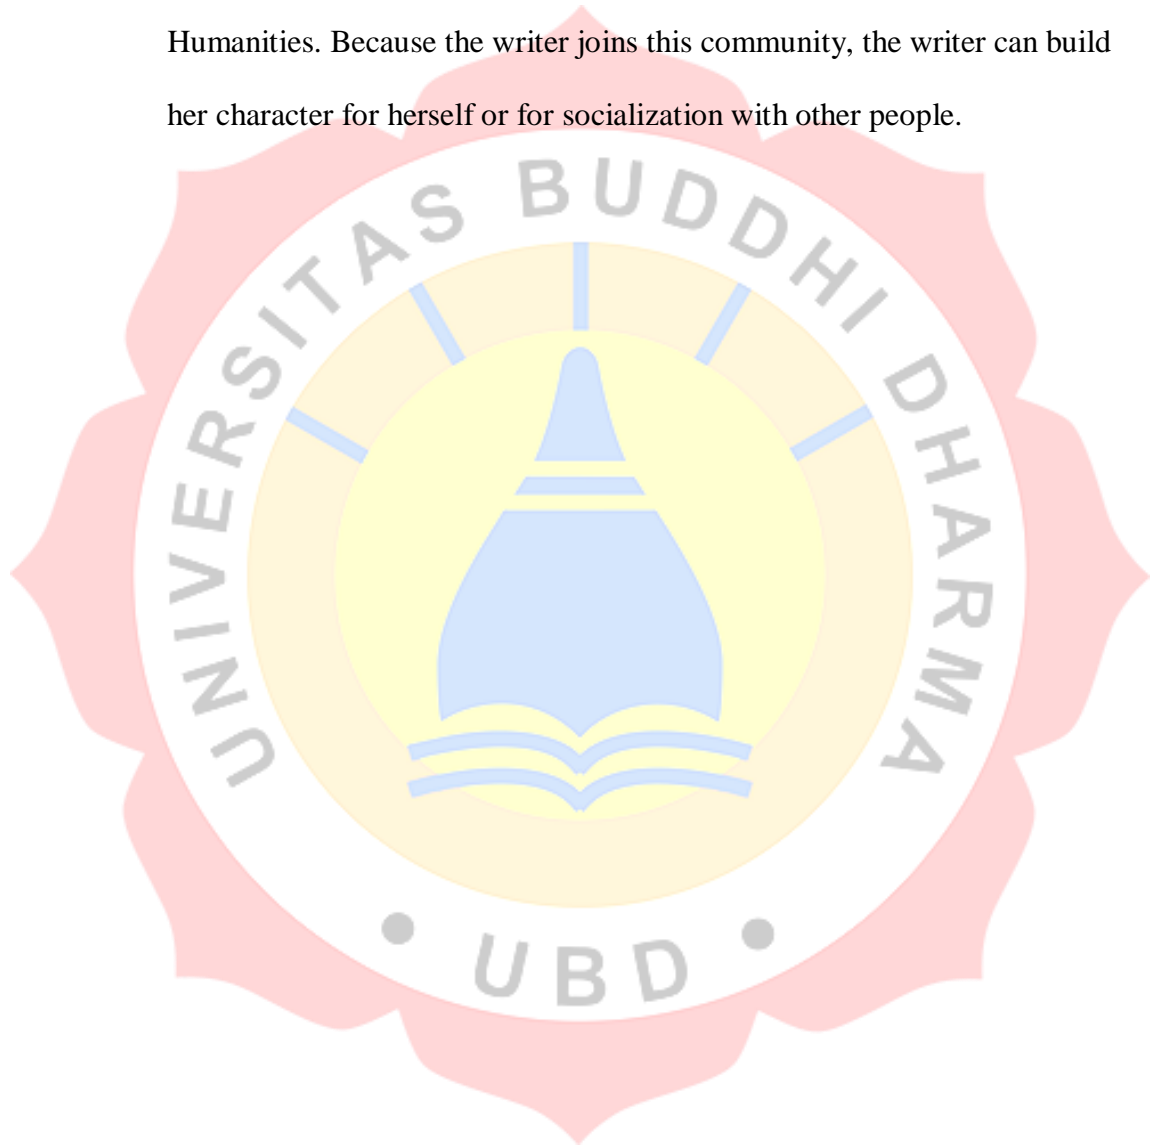 Humanities. Because the writer joins this community, the writer can build
her character for herself or for socialization with other people.
UNIVERSITAS BUDDHI DHARMA
• UBD •